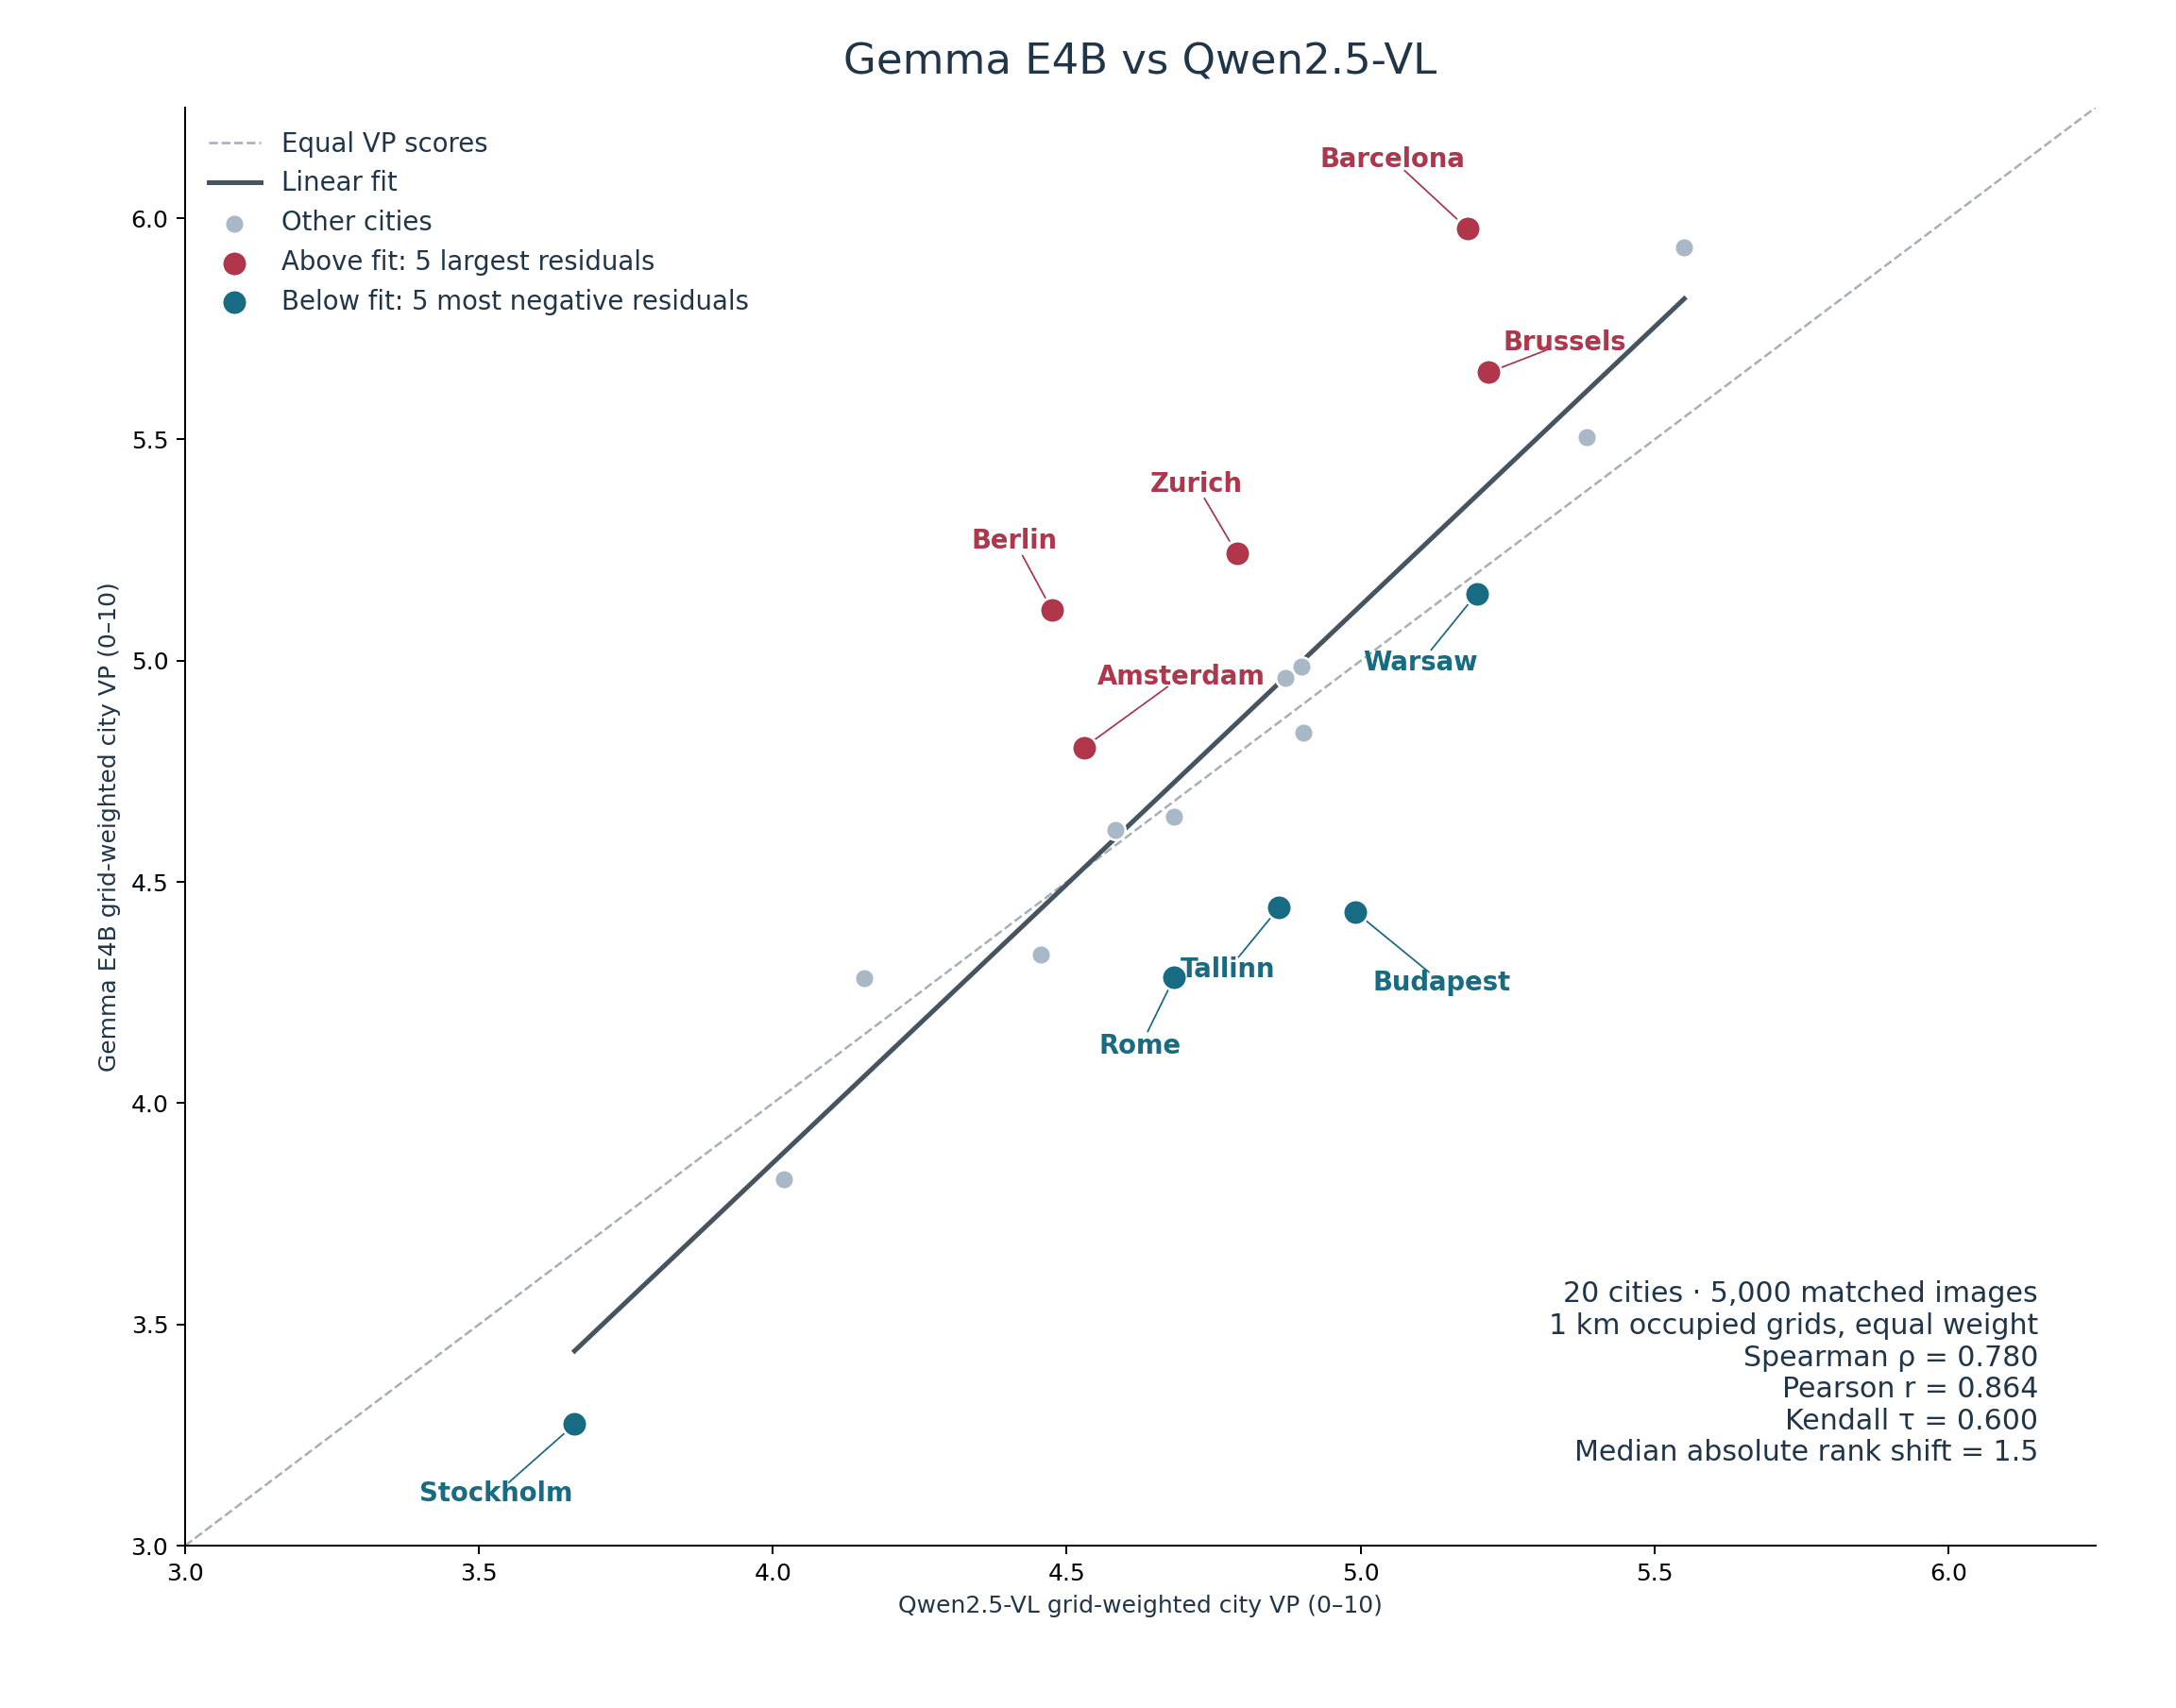 Gemma E4B vs Qwen2.5-VL
Equal VP scores
Linear fit
Other cities
Above fit: 5 largest residuals
Below fit: 5 most negative residuals
Barcelona
Brussels
Zurich
Berlin
Amsterdam
Warsaw
Tallinn
Budapest
Rome
Stockholm
20 cities · 5,000 matched images
1 km occupied grids, equal weight
Spearman ρ = 0.780
Pearson r = 0.864
Kendall τ = 0.600
Median absolute rank shift = 1.5
Gemma E4B grid-weighted city VP (0–10)
6.0
5.5
5.0
4.5
4.0
3.5
3.0
3.0 3.5 4.0 4.5 5.0 5.5 6.0
Qwen2.5-VL grid-weighted city VP (0–10)